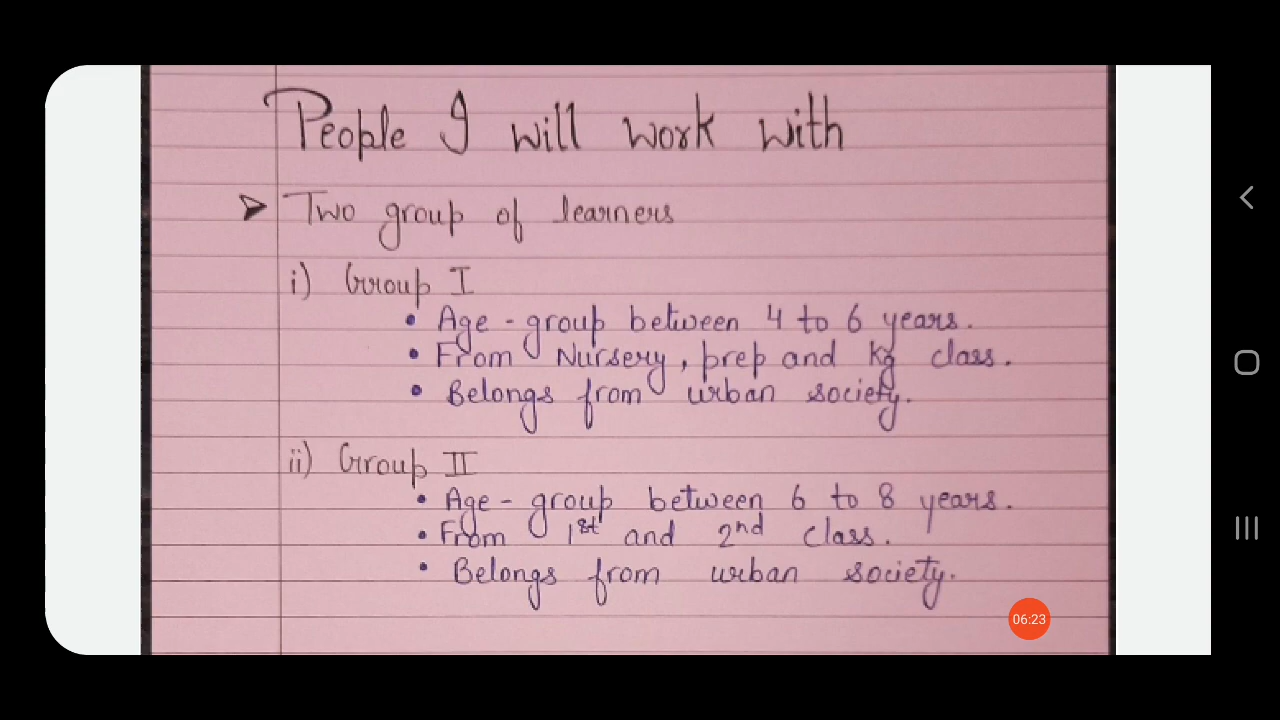 People I will work with
➤ Two group of learners
i) Group I
• Age - group between 4 to 6 years.
• From Nursery, prep and Kg class.
• Belongs from urban society.
ii) Group II
• Age - group between 6 to 8 years.
• From 1st and 2nd class.
• Belongs from urban society.
06:23